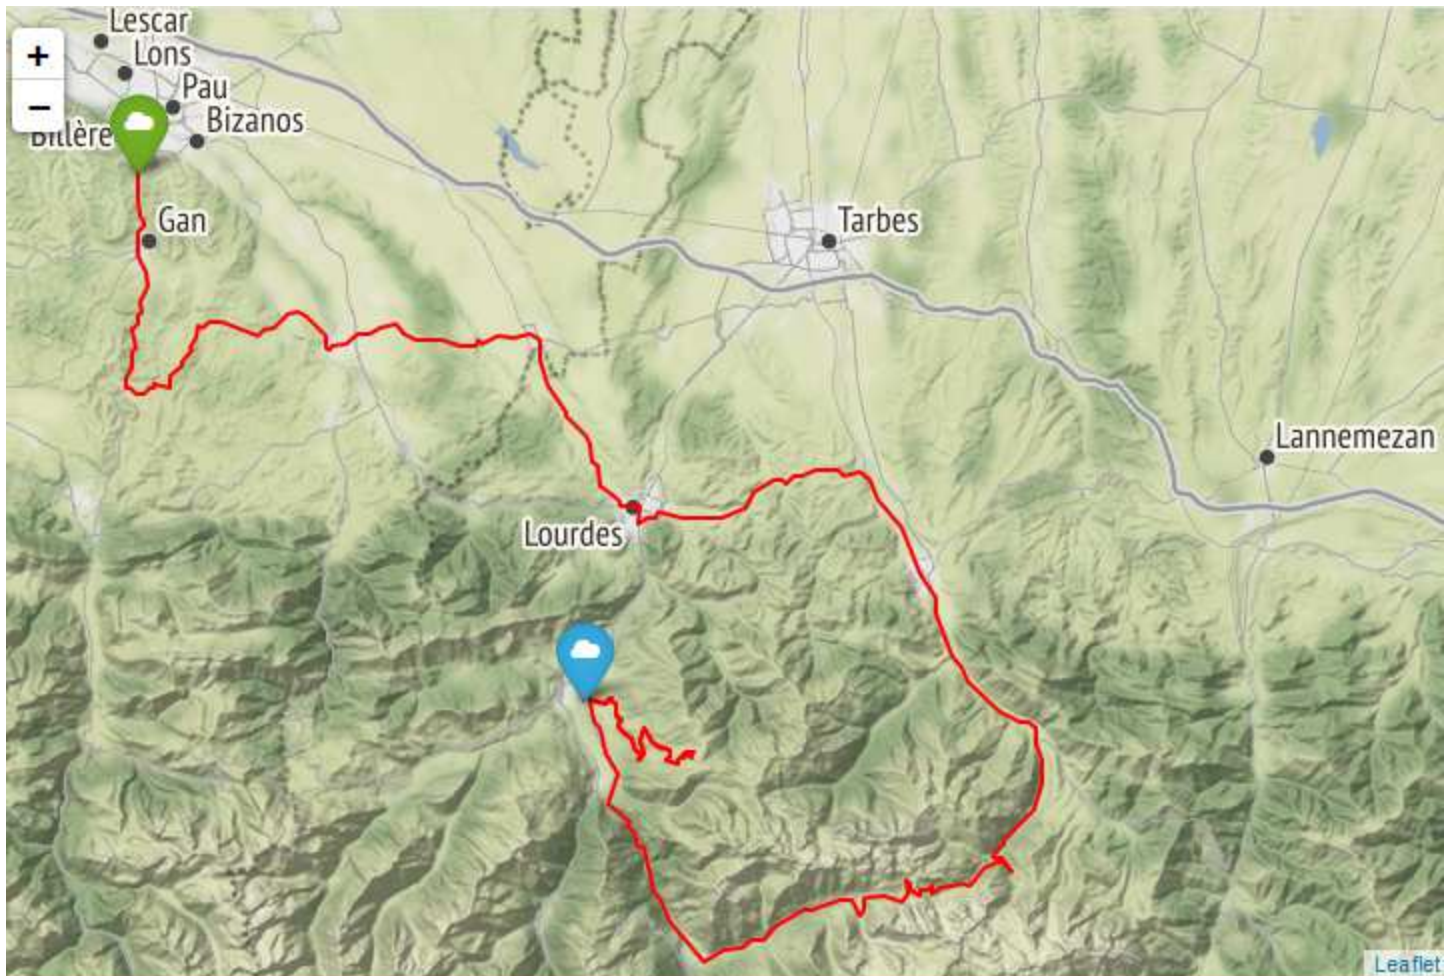 Lescar
+
Lons
Pau
−
Billère
Bizanos
Gan
Tarbes
Lannemezan
Lourdes
Leaflet